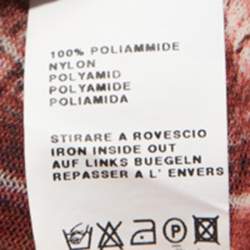 100% POLIAMMIDE
NYLON
POLYAMID
POLYAMIDE
POLIAMIDA
STIRARE A ROVESCIO
IRON INSIDE OUT
AUF LINKS BUEGELN
REPASSER A L' ENVERS